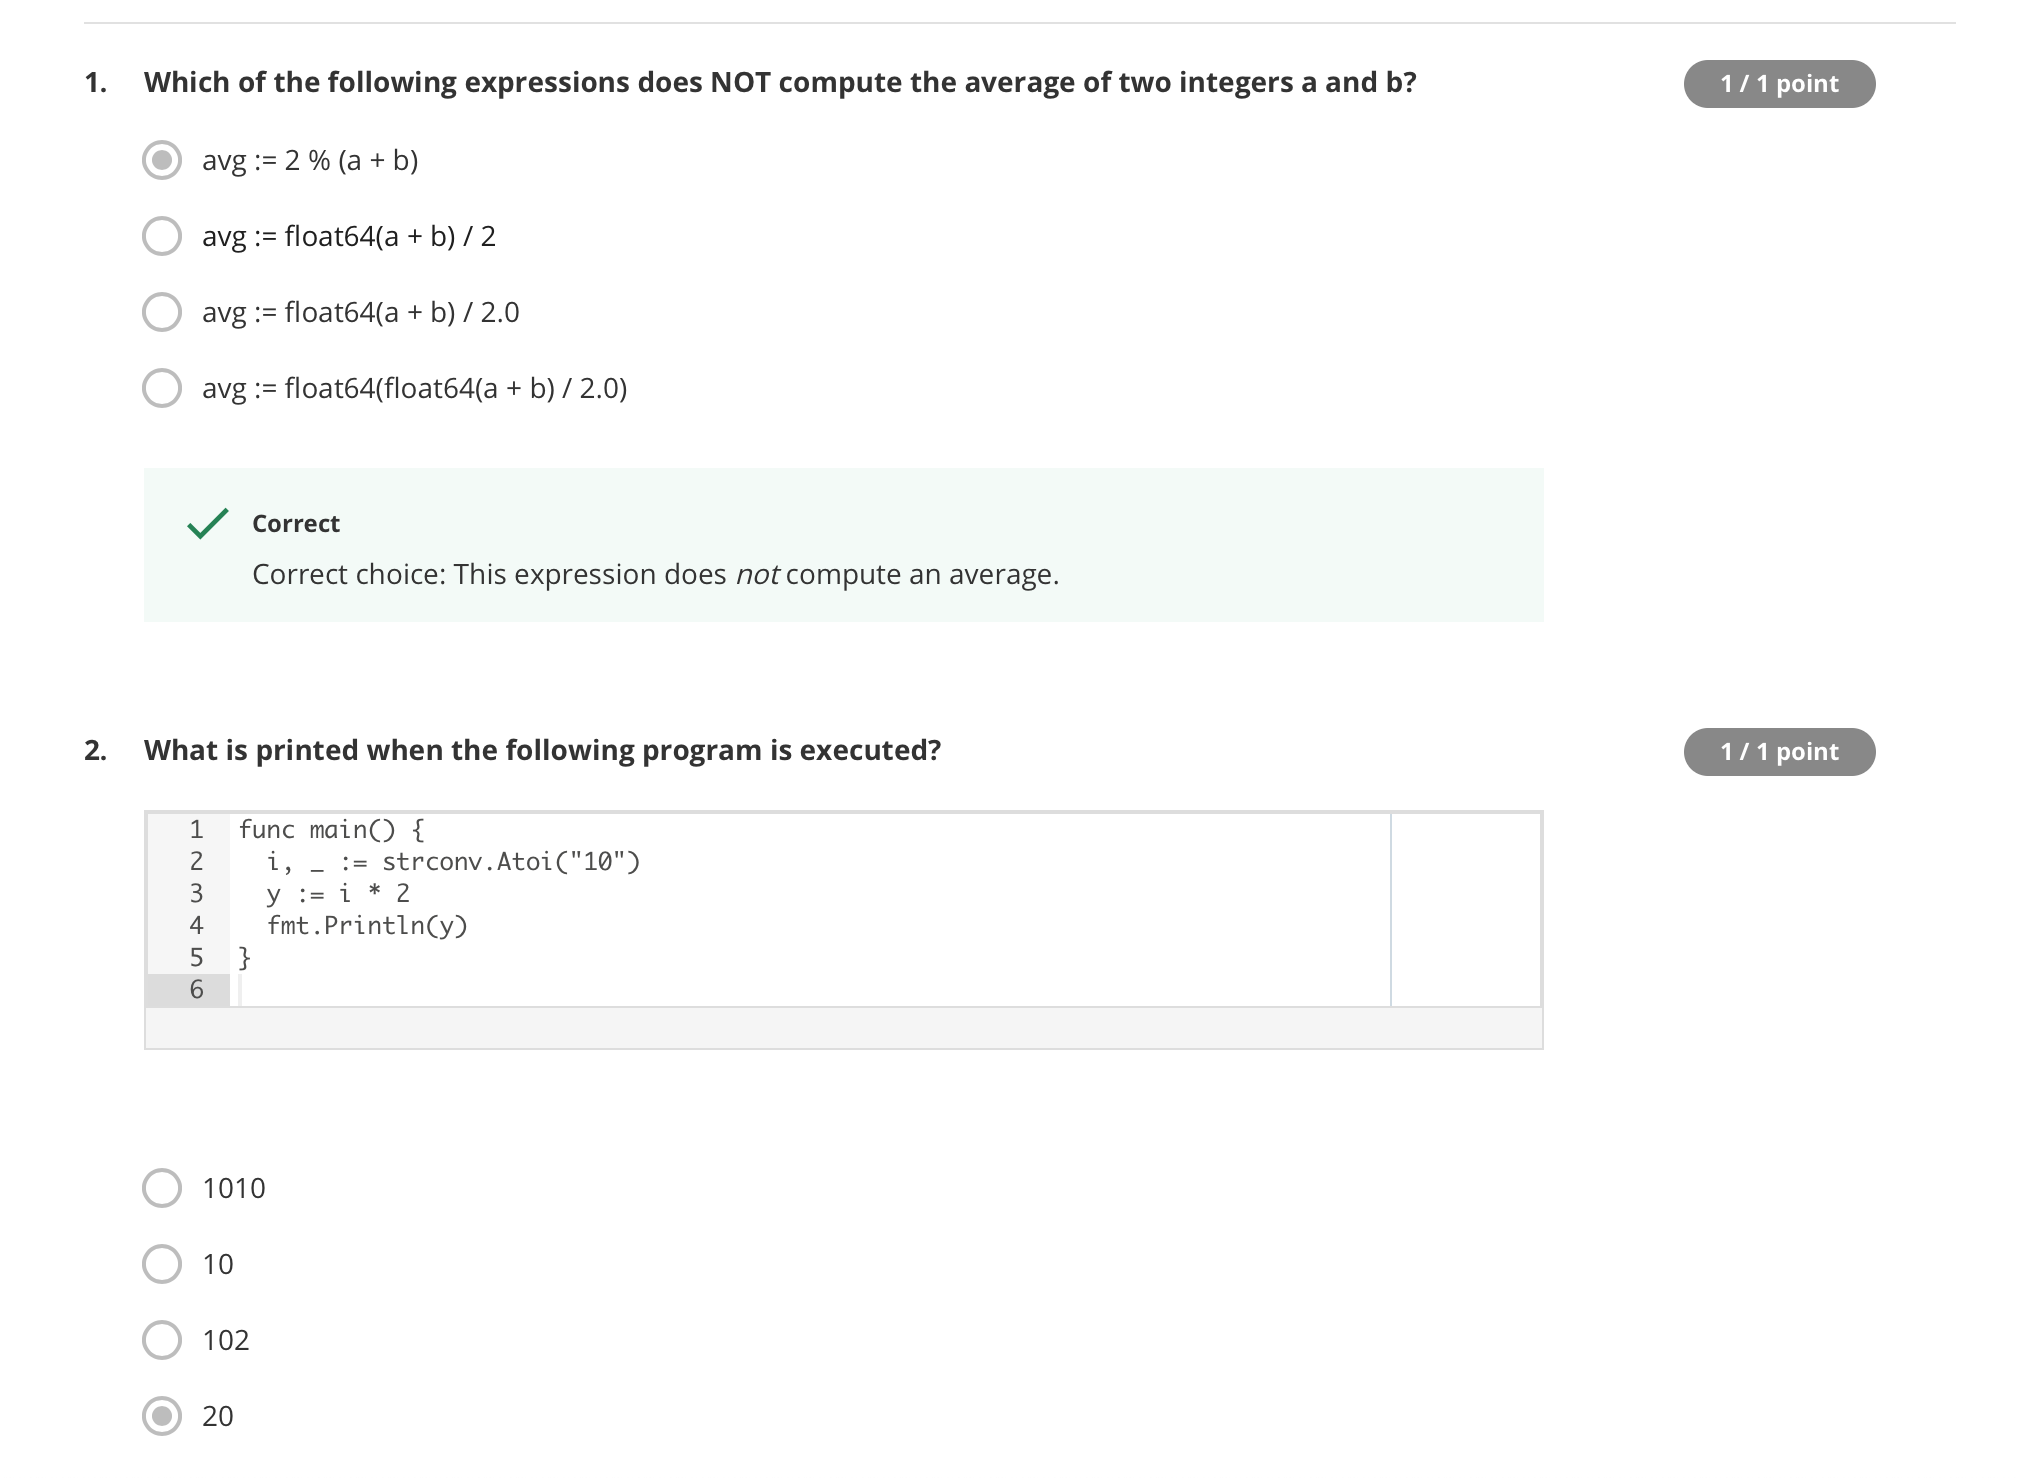 1. Which of the following expressions does NOT compute the average of two integers a and b?
1 / 1 point
avg := 2 % (a + b)
avg := float64(a + b) / 2
avg := float64(a + b) / 2.0
avg := float64(float64(a + b) / 2.0)
Correct
Correct choice: This expression does not compute an average.
2. What is printed when the following program is executed?
1 / 1 point
1 func main() {
2   i, _ := strconv.Atoi("10")
3   y := i * 2
4   fmt.Println(y)
5 }
6
1010
10
102
20